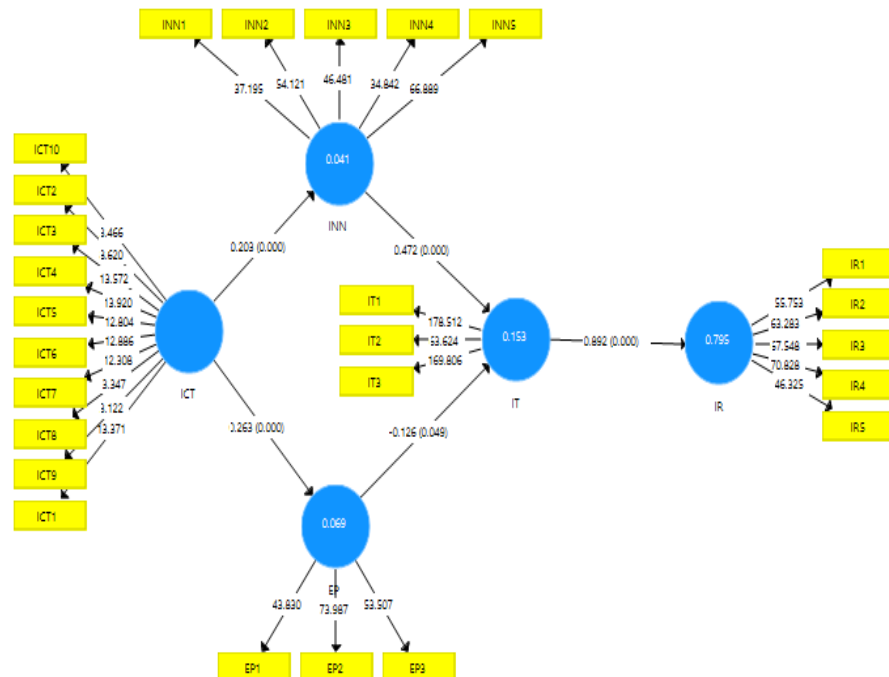 INN1 INN2 INN3 INN4 INN5
37.195 54.121 46.481 34.842 66.889
0.041
INN
ICT10
ICT2
ICT3
ICT4
ICT5
ICT6
ICT7
ICT8
ICT9
ICT1
3.466
3.620
13.572
13.920
12.804
12.886
12.308
3.347
3.122
13.371
ICT
0.203 (0.000)
0.263 (0.000)
0.472 (0.000)
-0.126 (0.049)
IT1
IT2
IT3
178.512
53.624
169.806
0.153
IT
0.892 (0.000)
0.795
IR
55.753
63.283
57.548
70.828
46.325
IR1
IR2
IR3
IR4
IR5
0.069
EP
43.830 73.987 53.507
EP1 EP2 EP3